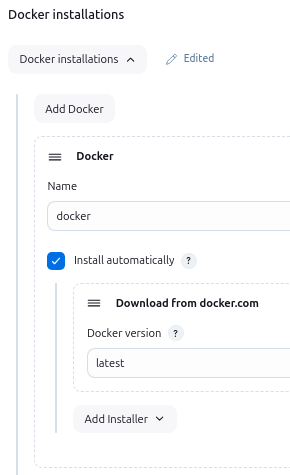 Docker installations
Docker installations
Edited
Add Docker
Docker
Name
docker
Install automatically ?
Download from docker.com
Docker version ?
latest
Add Installer